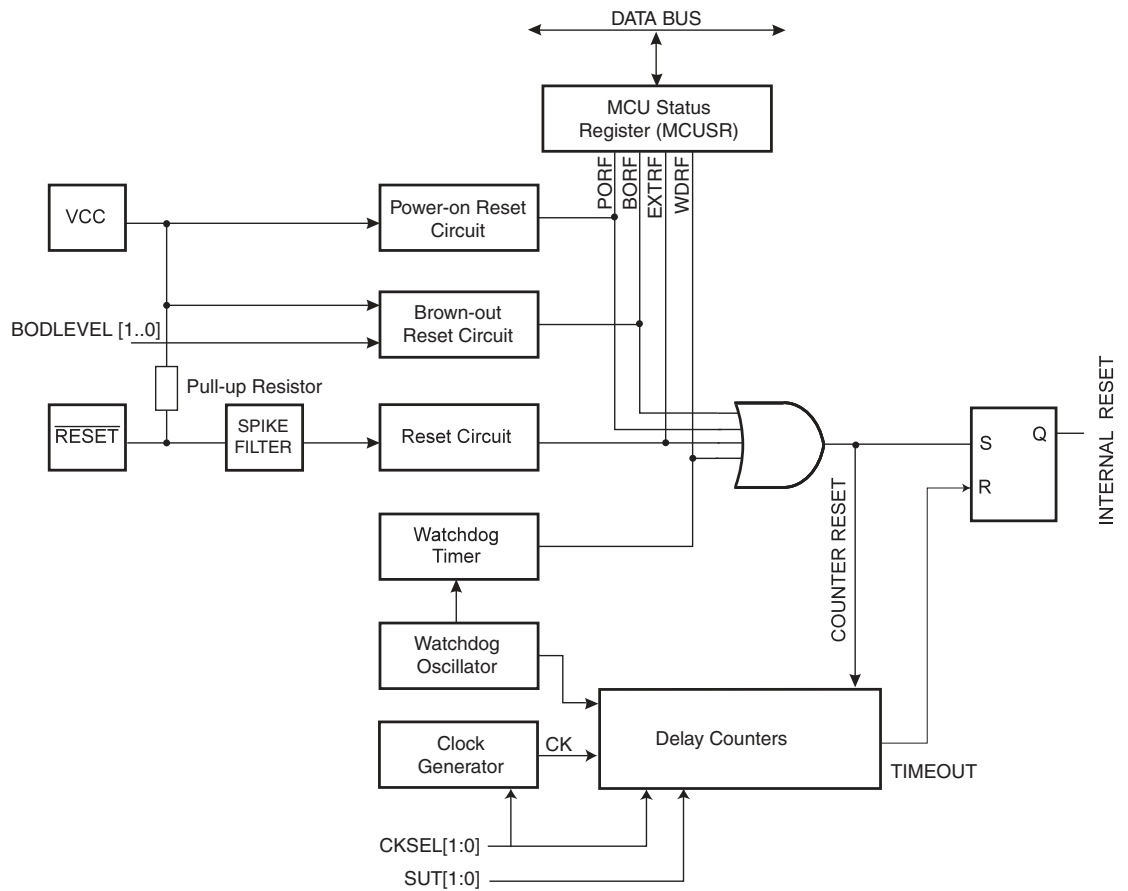 DATA BUS
MCU Status
Register (MCUSR)
PORF
BORF
EXTRF
WDRF
VCC
Power-on Reset
Circuit
Brown-out
Reset Circuit
BODLEVEL [1..0]
Pull-up Resistor
RESET
SPIKE
FILTER
Reset Circuit
S
Q
R
INTERNAL RESET
COUNTER RESET
Watchdog
Timer
Watchdog
Oscillator
Clock
Generator
CK
Delay Counters
TIMEOUT
CKSEL[1:0]
SUT[1:0]